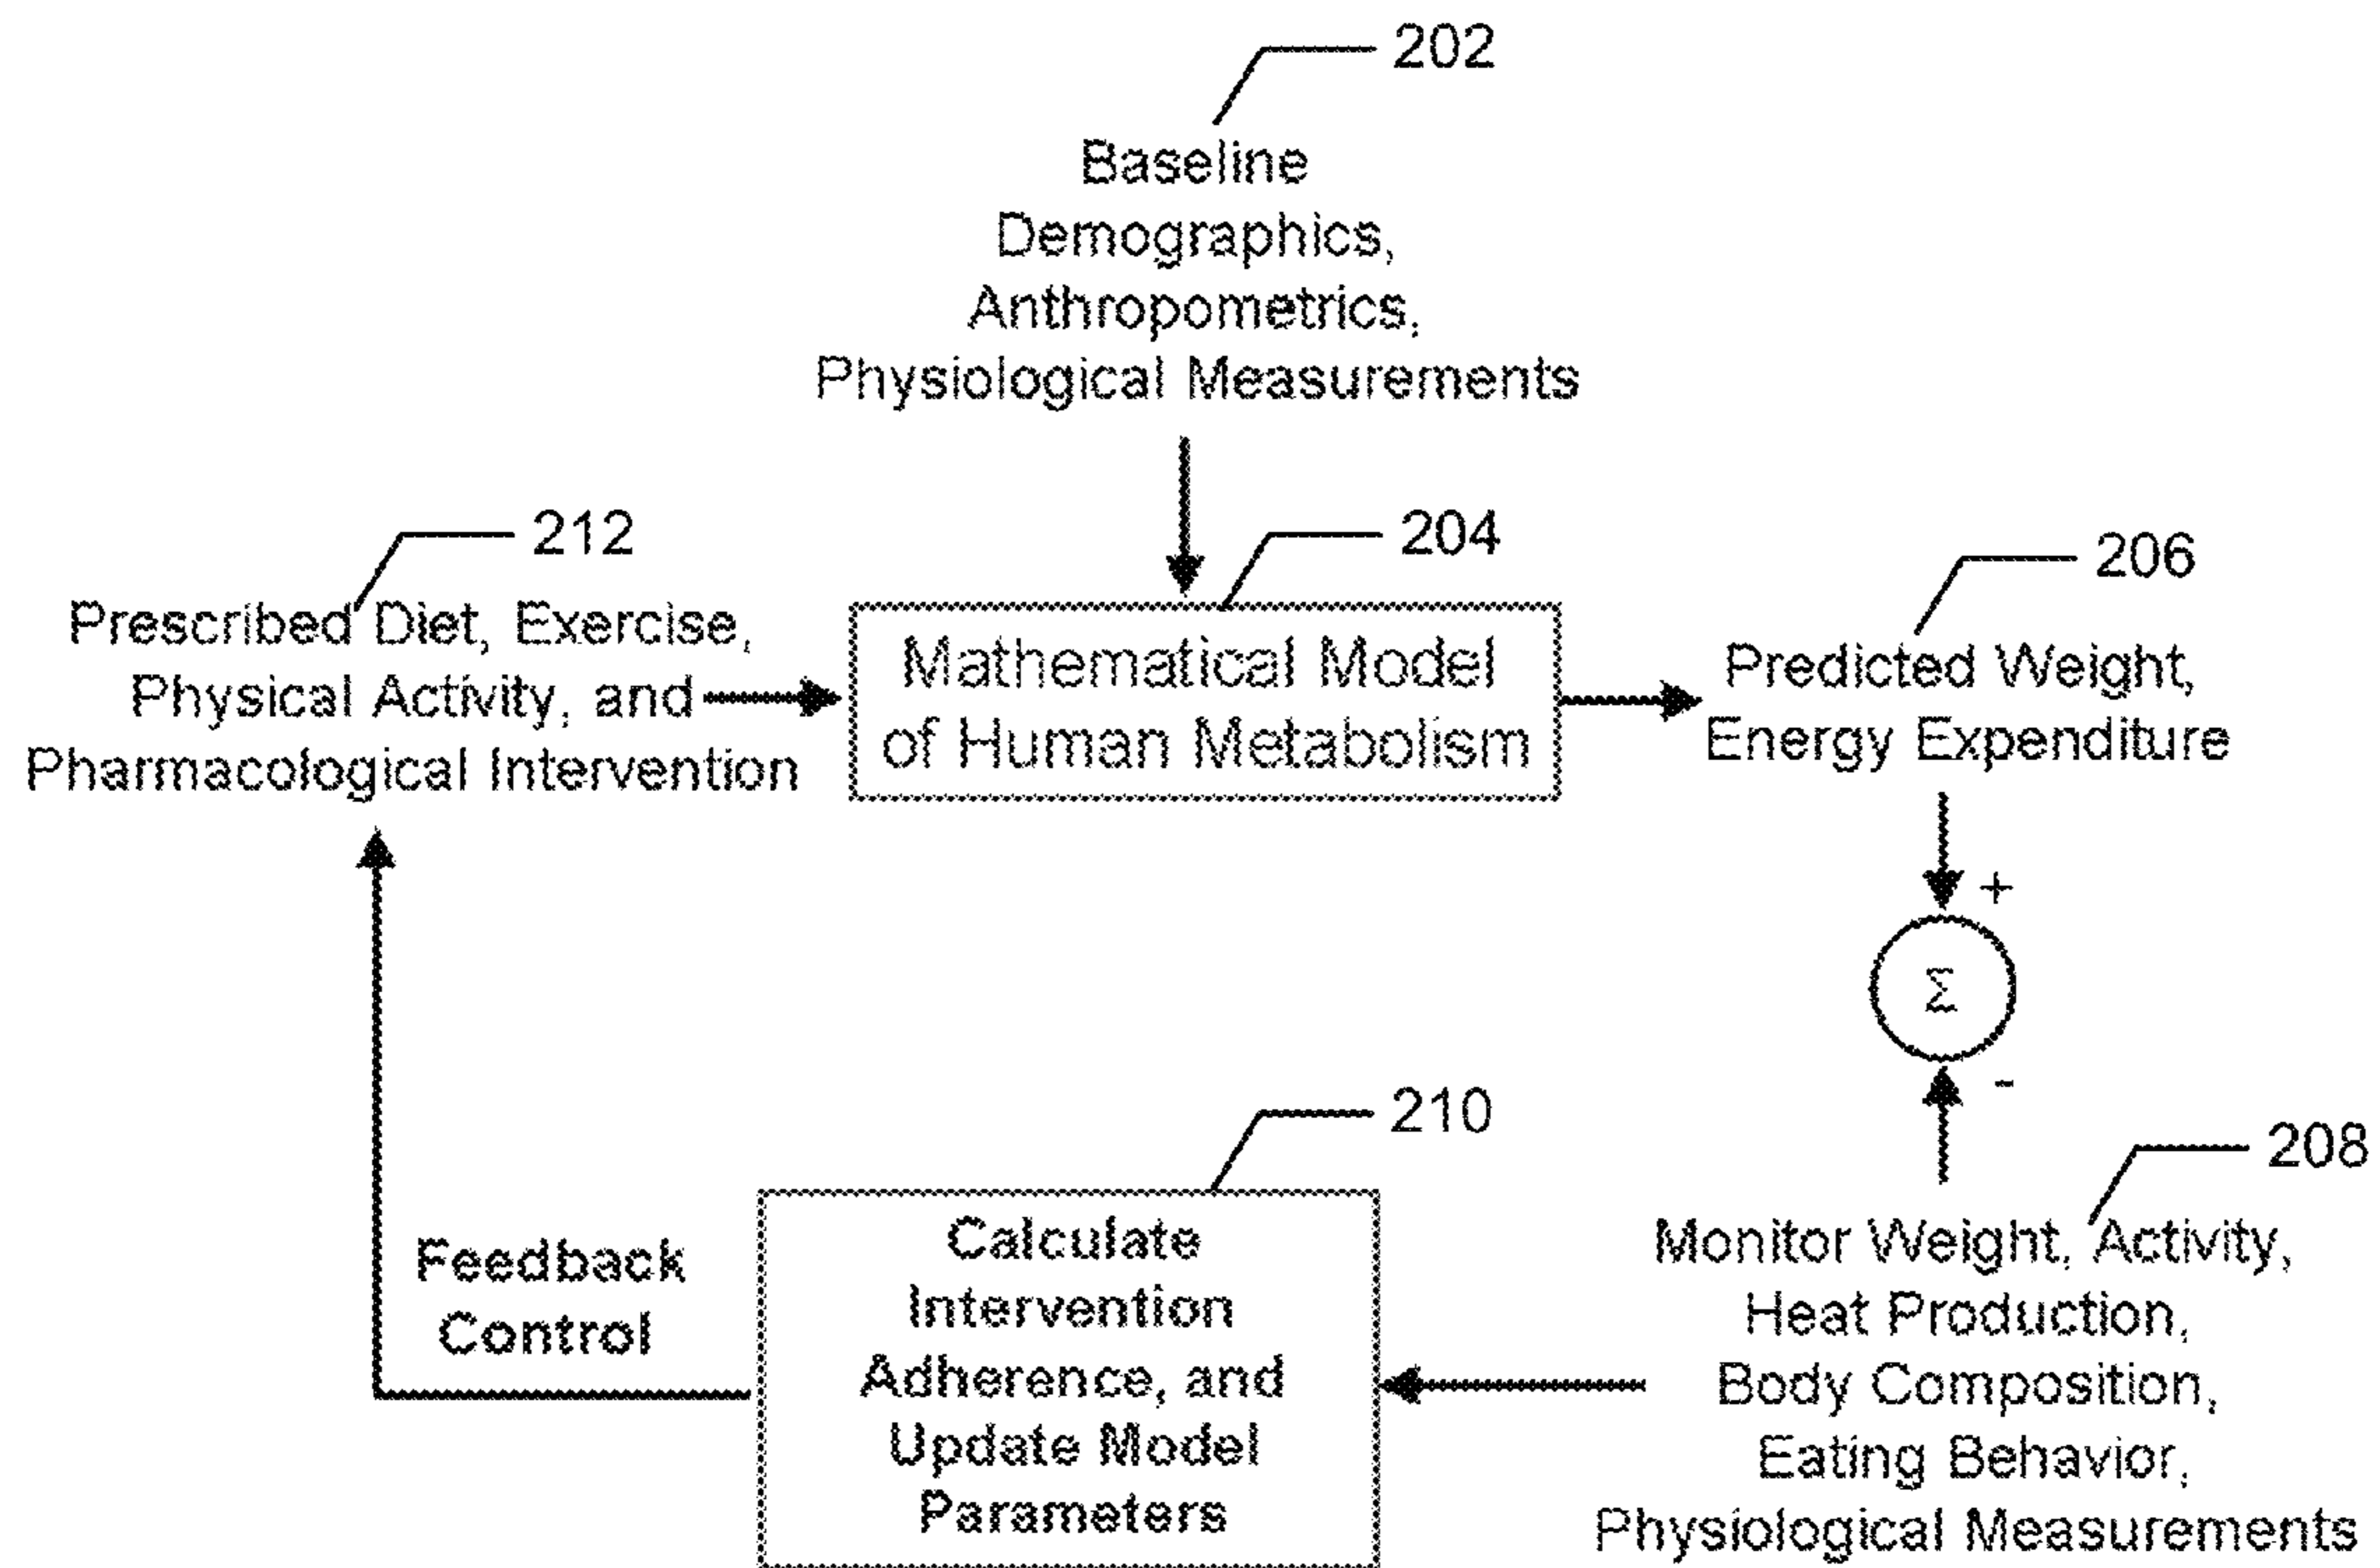 202
Baseline
Demographics,
Anthropometrics,
Physiological Measurements
212
Prescribed Diet, Exercise,
Physical Activity, and
Pharmacological Intervention
204
Mathematical Model
of Human Metabolism
206
Predicted Weight,
Energy Expenditure
+
Σ
-
208
Monitor Weight, Activity,
Heat Production,
Body Composition,
Eating Behavior,
Physiological Measurements
210
Calculate
Intervention
Adherence, and
Update Model
Parameters
Feedback
Control